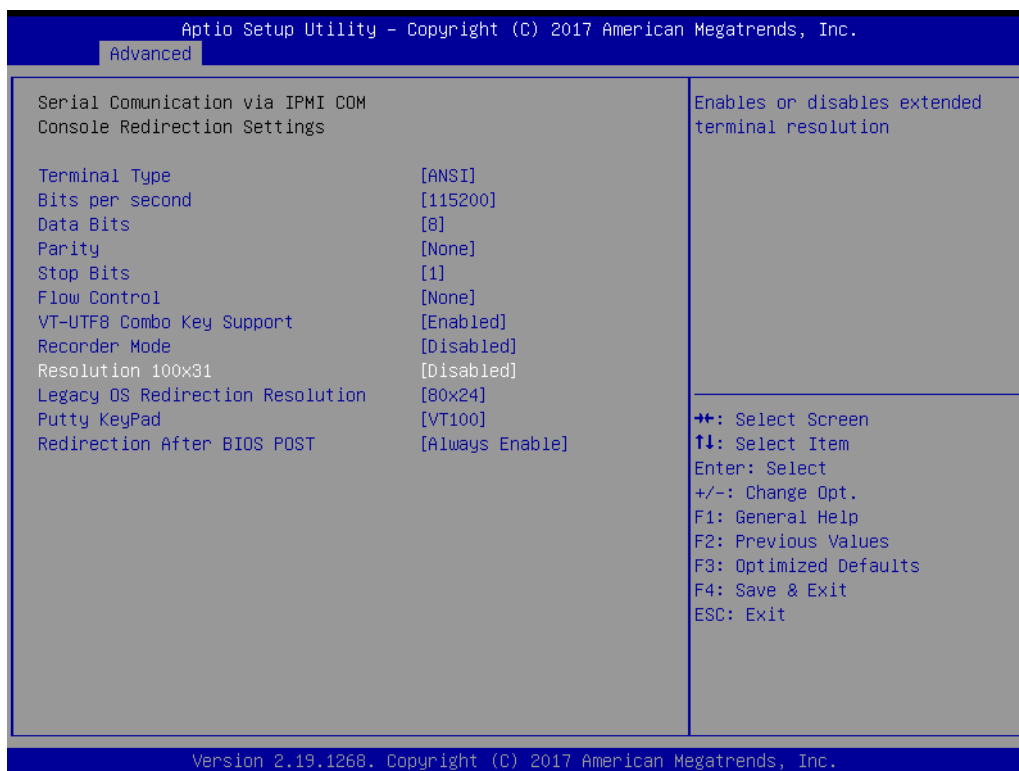 Aptio Setup Utility – Copyright (C) 2017 American Megatrends, Inc.
Advanced
Serial Comunication via IPMI COM
Console Redirection Settings
Terminal Type [ANSI]
Bits per second [115200]
Data Bits [8]
Parity [None]
Stop Bits [1]
Flow Control [None]
VT-UTF8 Combo Key Support [Enabled]
Recorder Mode [Disabled]
Resolution 100x31 [Disabled]
Legacy OS Redirection Resolution [80x24]
Putty KeyPad [VT100]
Redirection After BIOS POST [Always Enable]
Enables or disables extended
terminal resolution
→←: Select Screen
↑↓: Select Item
Enter: Select
+/-: Change Opt.
F1: General Help
F2: Previous Values
F3: Optimized Defaults
F4: Save & Exit
ESC: Exit
Version 2.19.1268. Copyright (C) 2017 American Megatrends, Inc.